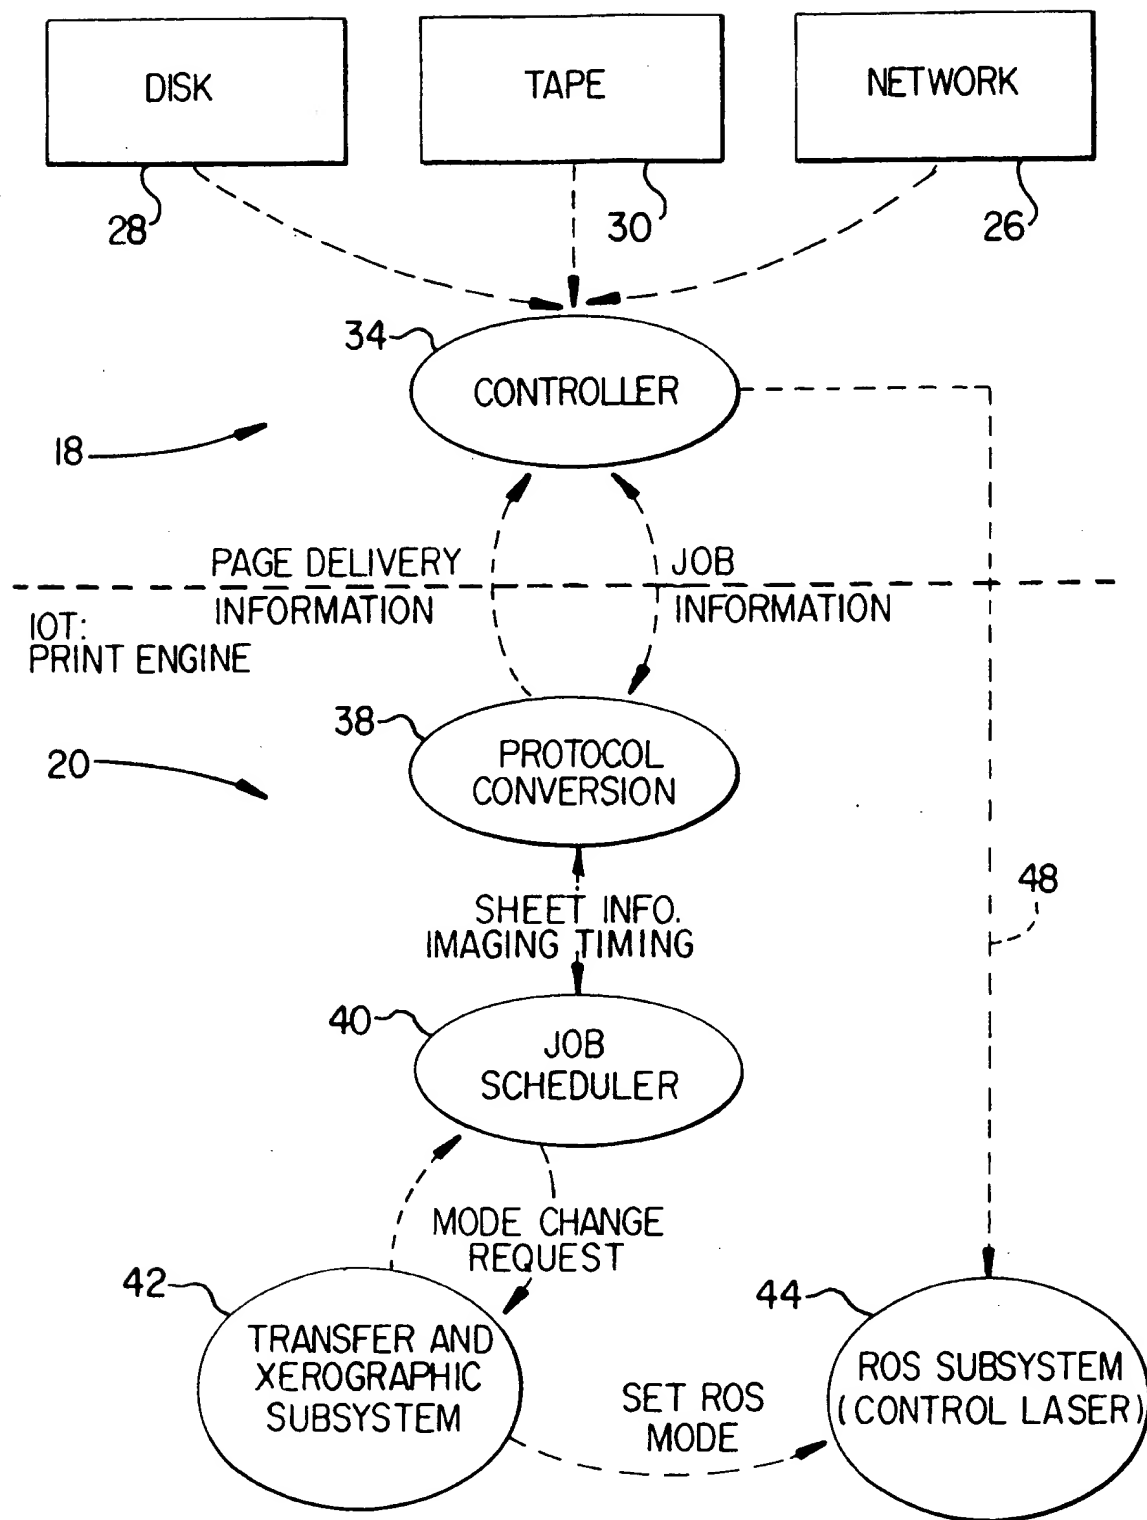 DISK
TAPE
NETWORK
28
30
26
34
CONTROLLER
18
PAGE DELIVERY
INFORMATION
JOB
INFORMATION
IOT:
PRINT ENGINE
38
PROTOCOL
CONVERSION
20
48
SHEET INFO.
IMAGING TIMING
40
JOB
SCHEDULER
MODE CHANGE
REQUEST
42
TRANSFER AND
XEROGRAPHIC
SUBSYSTEM
44
ROS SUBSYSTEM
(CONTROL LASER)
SET ROS
MODE